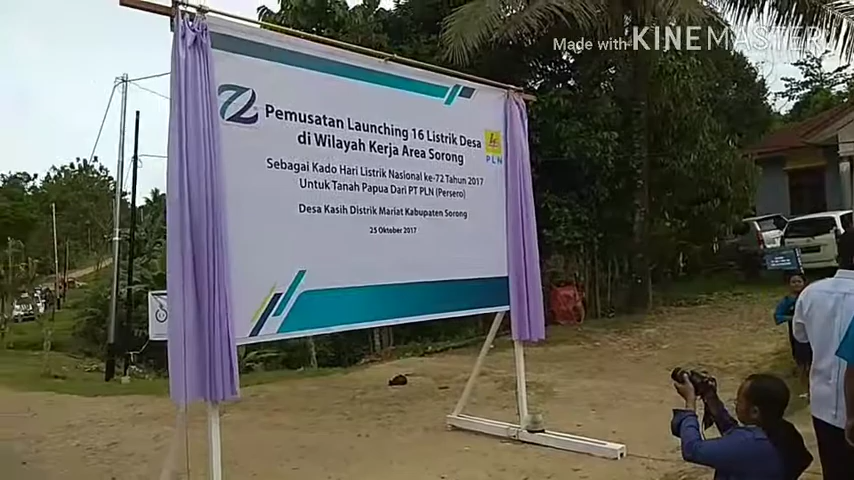 Made with KINEMASTER
Pemusatan Launching 16 Listrik Desa
di Wilayah Kerja Area Sorong
PLN
Sebagai Kado Hari Listrik Nasional ke-72 Tahun 2017
Untuk Tanah Papua Dari PT PLN (Persero)
Desa Kasih Distrik Mariat Kabupaten Sorong
25 Oktober 2017